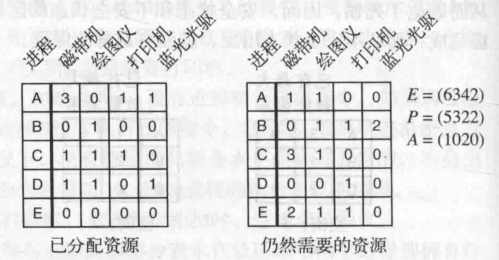 进程 磁带机 绘图仪 打印机 蓝光光驱
A 3 0 1 1
B 0 1 0 0
C 1 1 1 0
D 1 1 0 1
E 0 0 0 0
已分配资源
进程 磁带机 绘图仪 打印机 蓝光光驱
A 1 1 0 0
B 0 1 1 2
C 3 1 0 0
D 0 0 1 0
E 2 1 1 0
仍然需要的资源
E = (6342)
P = (5322)
A = (1020)